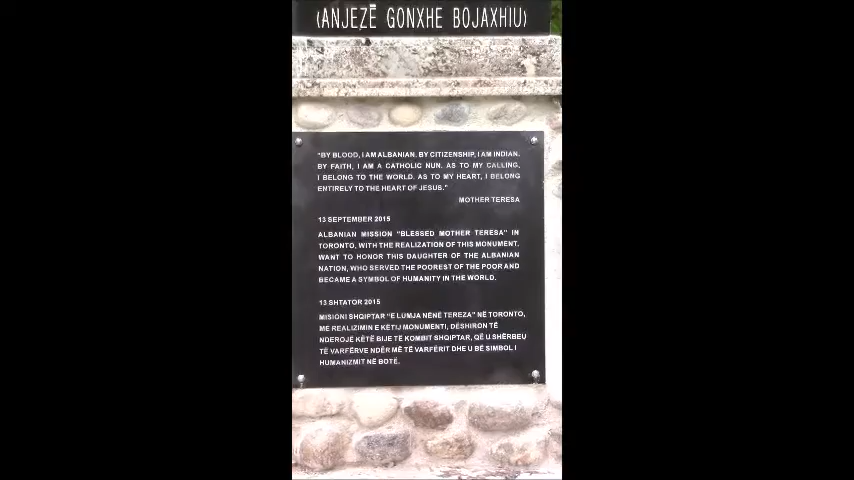 (ANJEZĒ GONXHE BOJAXHIU)
"BY BLOOD, I AM ALBANIAN. BY CITIZENSHIP, I AM INDIAN.
BY FAITH, I AM A CATHOLIC NUN. AS TO MY CALLING,
I BELONG TO THE WORLD. AS TO MY HEART, I BELONG
ENTIRELY TO THE HEART OF JESUS."
MOTHER TERESA
13 SEPTEMBER 2015
ALBANIAN MISSION "BLESSED MOTHER TERESA" IN
TORONTO, WITH THE REALIZATION OF THIS MONUMENT.
WANT TO HONOR THIS DAUGHTER OF THE ALBANIAN
NATION, WHO SERVED THE POOREST OF THE POOR AND
BECAME A SYMBOL OF HUMANITY IN THE WORLD.
13 SHTATOR 2015
MISIONI SHQIPTAR "E LUMJA NËNË TEREZA" NË TORONTO,
ME REALIZIMIN E KËTIJ MONUMENTI, DËSHIRON TË
NDEROJË KËTË BIJE TË KOMBIT SHQIPTAR, QË U SHËRBEU
TË VARFËRVE NDËR MË TË VARFËRIT DHE U BË SIMBOL I
HUMANIZMIT NË BOTË.